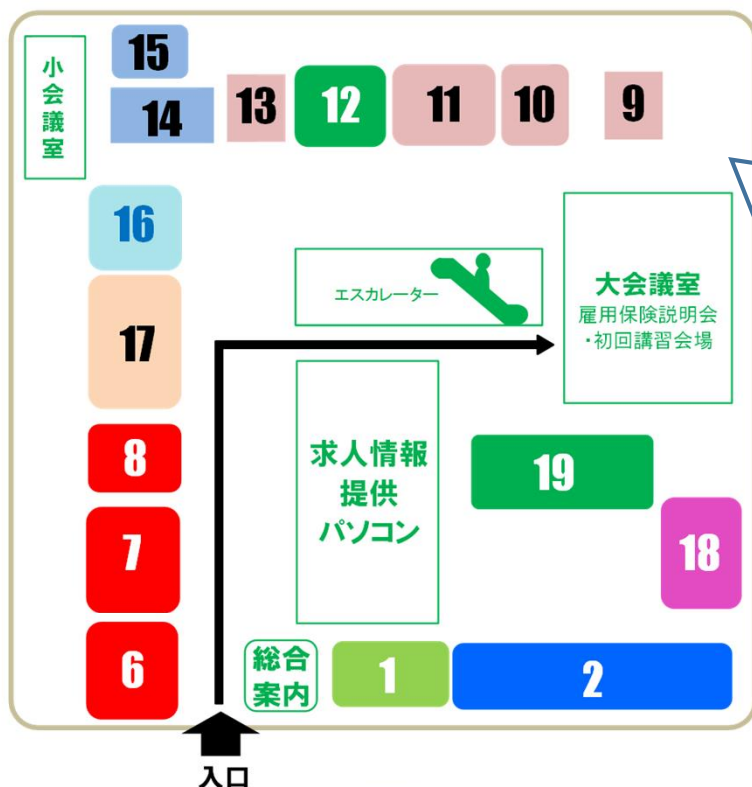 小会議室
15
14
13
12
11
10
9
16
17
エスカレーター
大会議室
雇用保険説明会
・初回講習会場
8
求人情報
提供
パソコン
19
7
18
6
総合
案内
1
2
入口